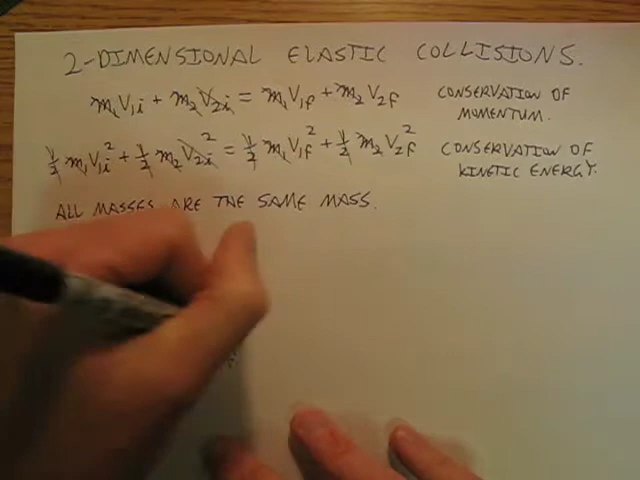 2-DIMENSIONAL ELASTIC COLLISIONS.
m₁V₁ᵢ + m₂V₂ᵢ = m₁V₁f + m₂V₂f CONSERVATION OF MOMENTUM.
½m₁V₁ᵢ² + ½m₂V₂ᵢ² = ½m₁V₁f² + ½m₂V₂f² CONSERVATION OF KINETIC ENERGY.
ALL MASSES ARE THE SAME MASS.